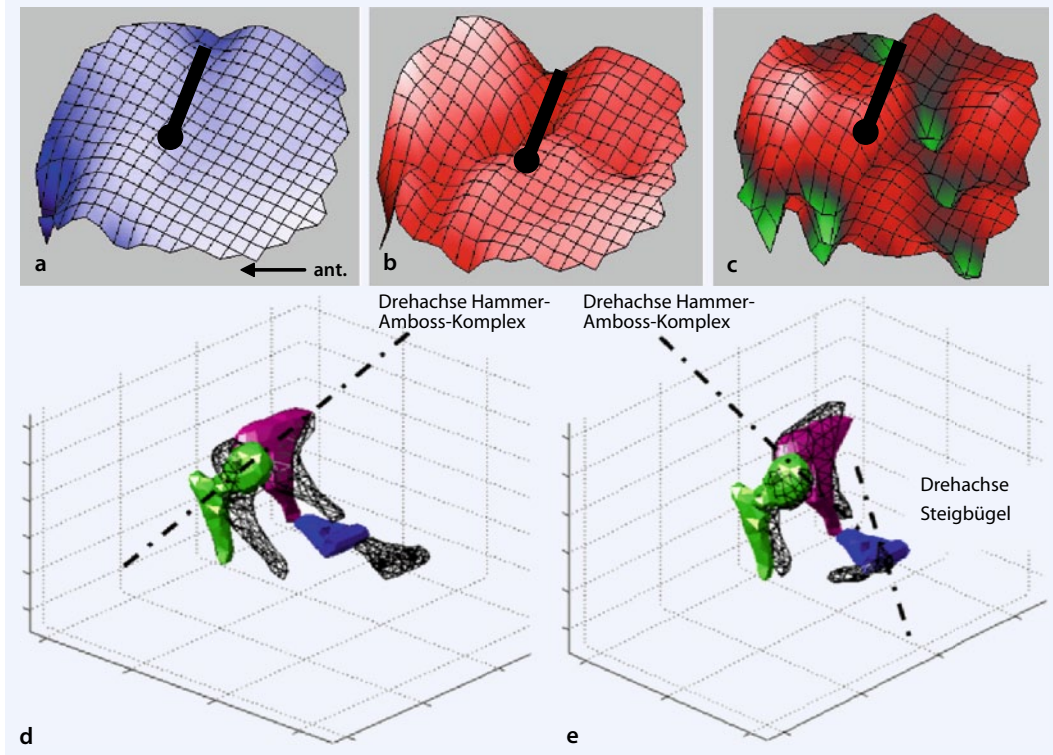 a
ant.
b
c
Drehachse Hammer-
Amboss-Komplex
Drehachse Hammer-
Amboss-Komplex
Drehachse
Steigbügel
d
e